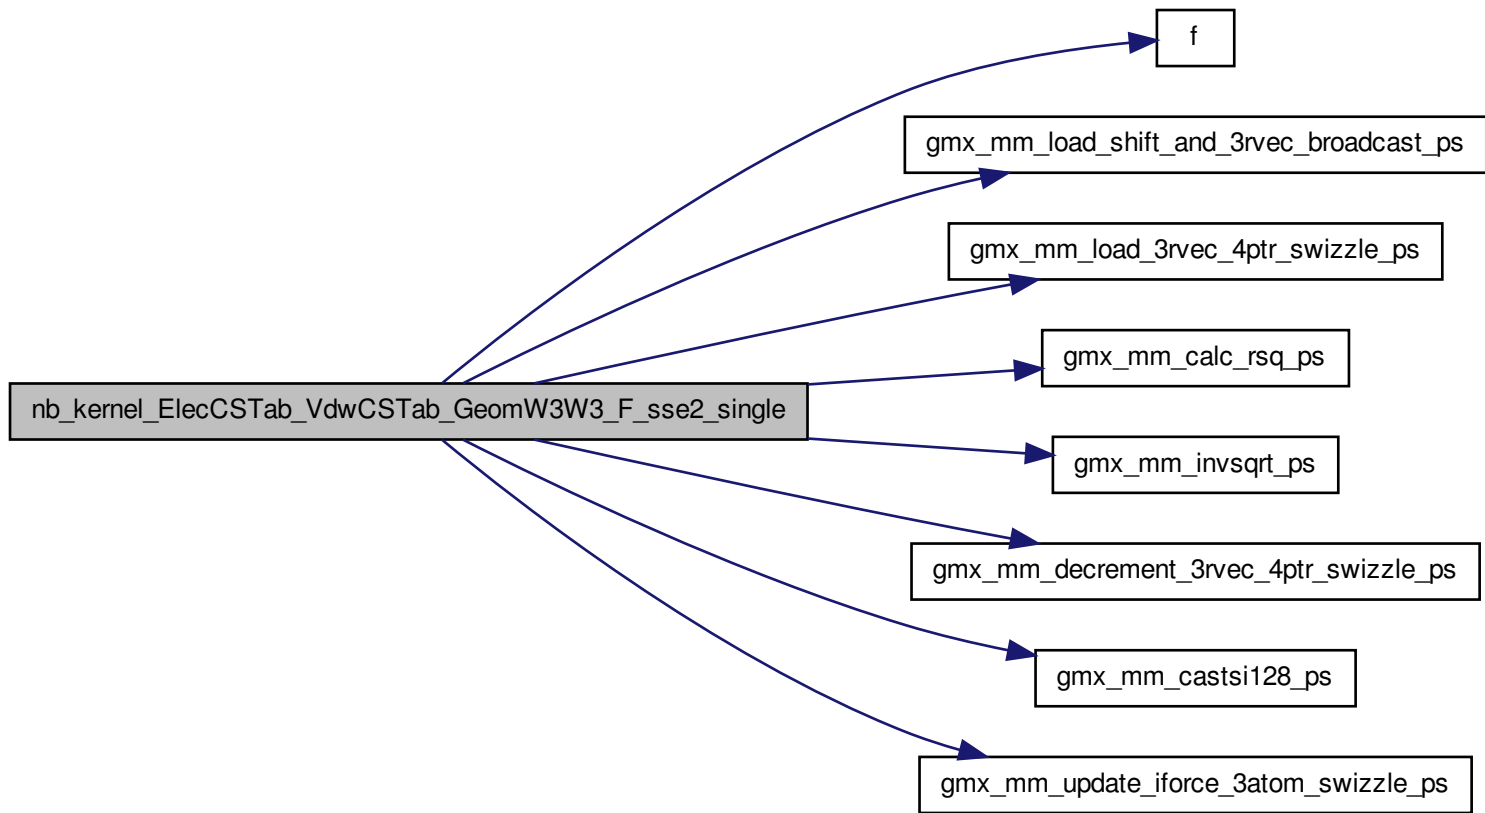 f
gmx_mm_load_shift_and_3rvec_broadcast_ps
gmx_mm_load_3rvec_4ptr_swizzle_ps
gmx_mm_calc_rsq_ps
nb_kernel_ElecCSTab_VdwCSTab_GeomW3W3_F_sse2_single
gmx_mm_invsqrt_ps
gmx_mm_decrement_3rvec_4ptr_swizzle_ps
gmx_mm_castsi128_ps
gmx_mm_update_iforce_3atom_swizzle_ps